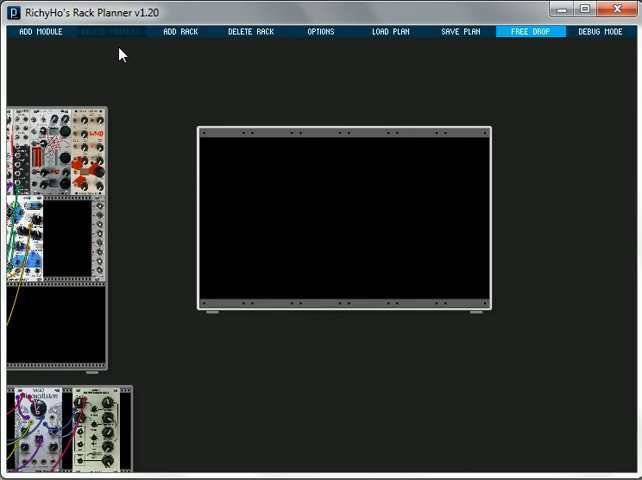 RichyHo's Rack Planner v1.20
ADD MODULE DELETE MODULES ADD RACK DELETE RACK OPTIONS LOAD PLAN SAVE PLAN FREE DROP DEBUG MODE